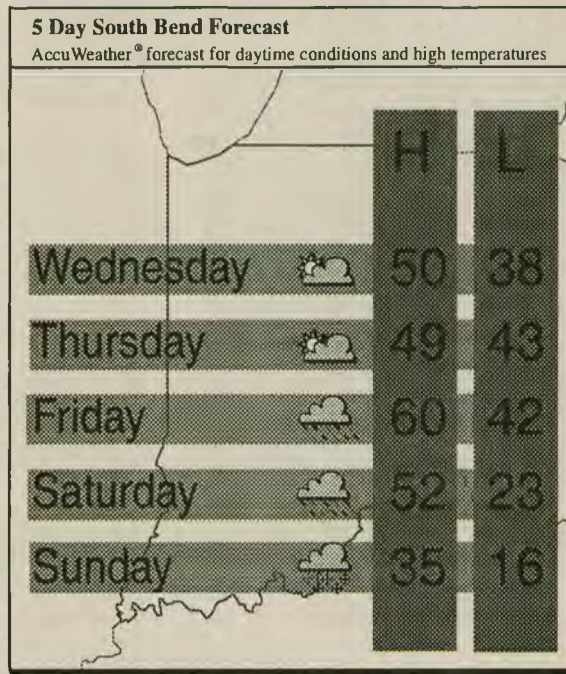 5 Day South Bend Forecast
AccuWeather® forecast for daytime conditions and high temperatures
H L
Wednesday 50 38
Thursday 49 43
Friday 60 42
Saturday 52 23
Sunday 35 16